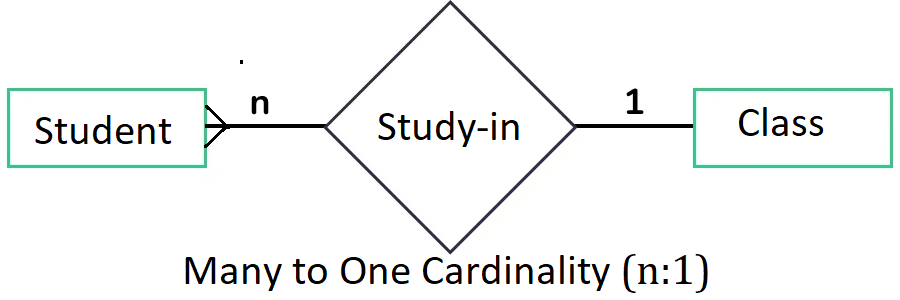 n
1
Student
Study-in
Class
Many to One Cardinality (n:1)